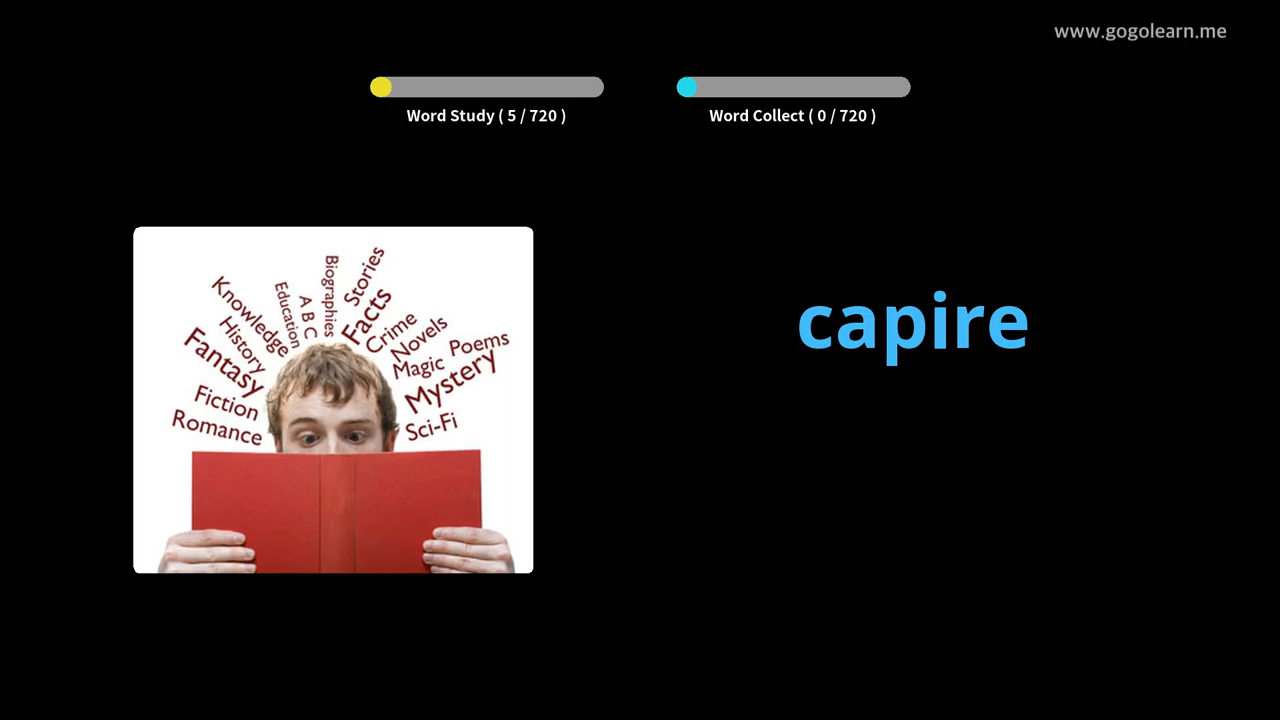 www.gogolearn.me
Word Study ( 5 / 720 )
Word Collect ( 0 / 720 )
Biographies
Stories
Education
A B C
Facts
Knowledge
Crime
History
Novels
Fantasy
Magic
Poems
Mystery
Fiction
Romance
Sci-Fi
capire